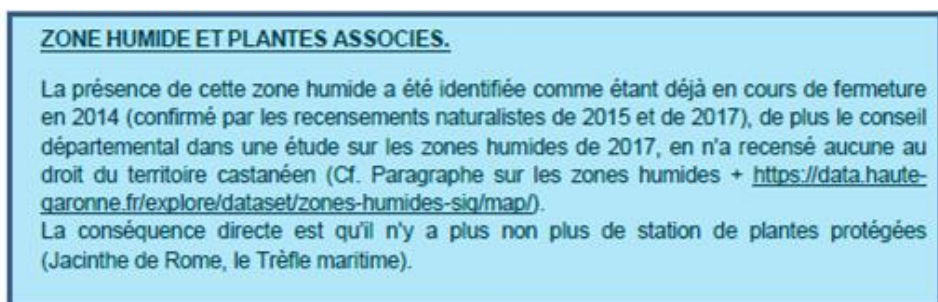 ZONE HUMIDE ET PLANTES ASSOCIES.
La présence de cette zone humide a été identifiée comme étant déjà en cours de fermeture
en 2014 (confirmé par les recensements naturalistes de 2015 et de 2017), de plus le conseil
départemental dans une étude sur les zones humides de 2017, en n'a recensé aucune au
droit du territoire castanéen (Cf. Paragraphe sur les zones humides + https://data.haute-
garonne.fr/explore/dataset/zones-humides-sig/map/).
La conséquence directe est qu'il n'y a plus non plus de station de plantes protégées
(Jacinthe de Rome, le Trèfle maritime).